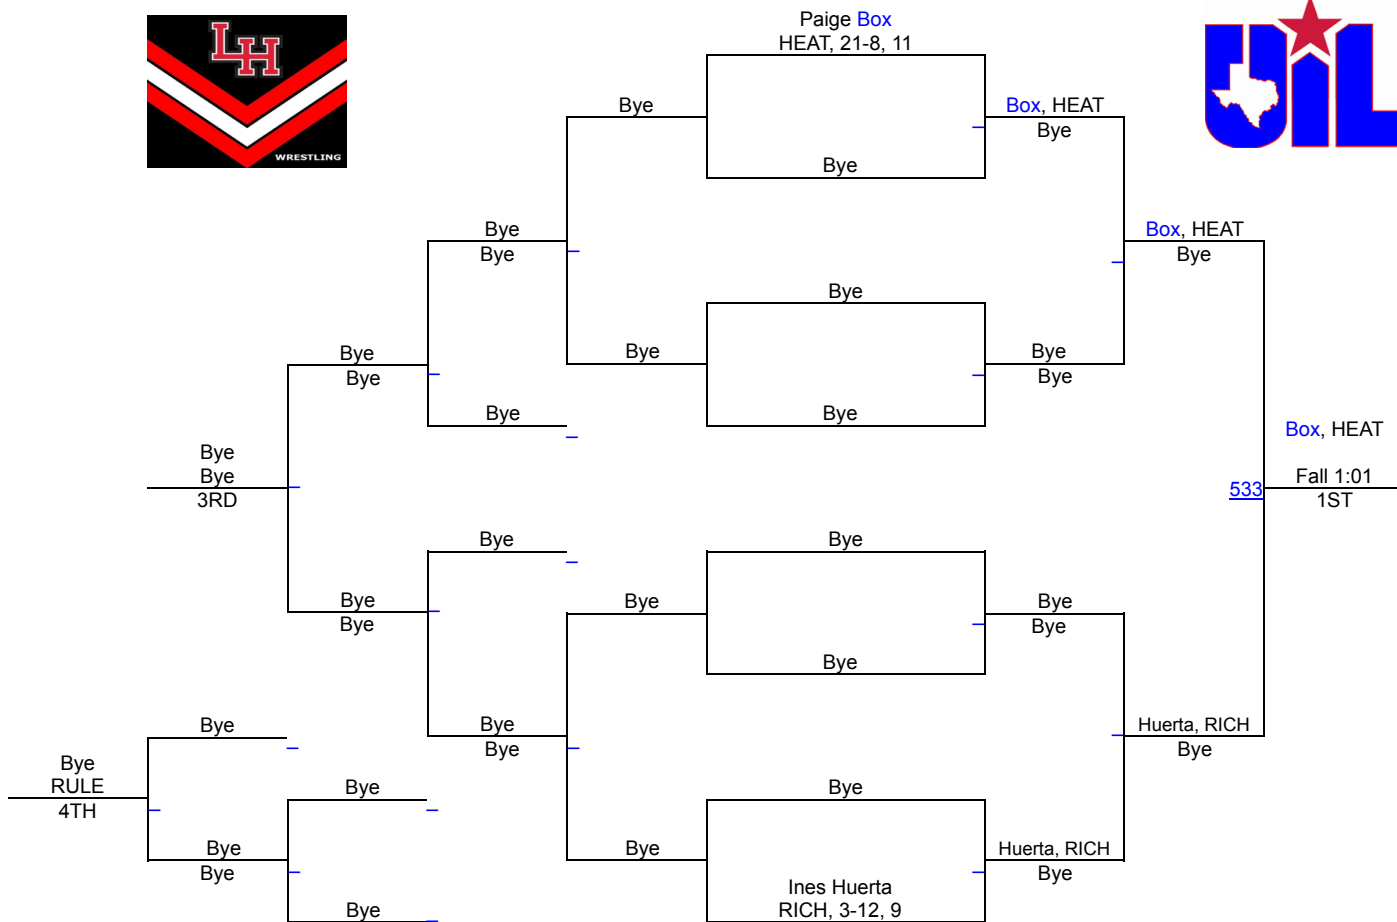 LH
WRESTLING
Paige Box
HEAT, 21-8, 11
UIL
Bye
Box, HEAT
Bye
Bye
Bye
Bye
Box, HEAT
Bye
Bye
Bye
Bye
Bye
Bye
Bye
Bye
Bye
Box, HEAT
Bye
Bye
3RD
533
Fall 1:01
1ST
Bye
Bye
Bye
Bye
Bye
Bye
Bye
Bye
Bye
Bye
Bye
Huerta, RICH
Bye
Bye
RULE
4TH
Bye
Bye
Bye
Bye
Bye
Huerta, RICH
Bye
Bye
Ines Huerta
RICH, 3-12, 9